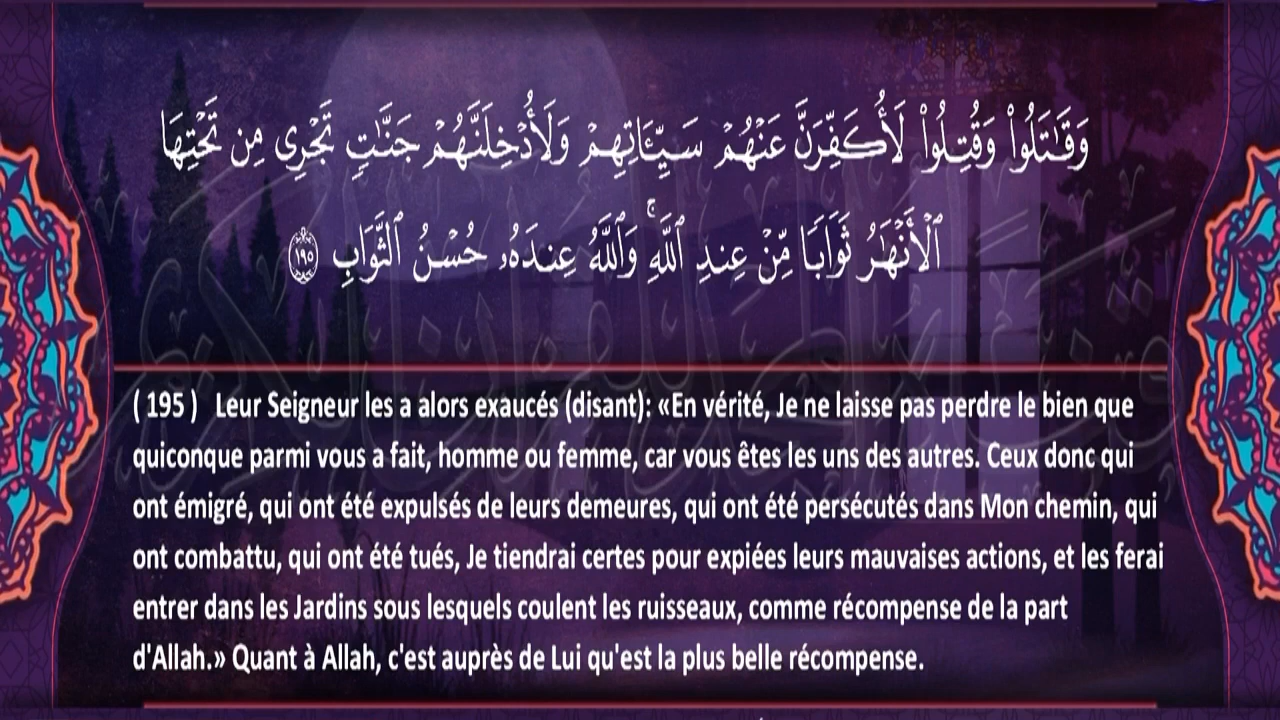 وَقَٰتَلُوا۟ وَقُتِلُوا۟ لَأُكَفِّرَنَّ عَنْهُمْ سَيِّـَٔاتِهِمْ وَلَأُدْخِلَنَّهُمْ جَنَّٰتٍ تَجْرِى مِن تَحْتِهَا
ٱلْأَنْهَٰرُ ثَوَابًا مِّنْ عِندِ ٱللَّهِ ۚ وَٱللَّهُ عِندَهُۥ حُسْنُ ٱلثَّوَابِ ١٩٥
( 195 ) Leur Seigneur les a alors exaucés (disant): «En vérité, Je ne laisse pas perdre le bien que
quiconque parmi vous a fait, homme ou femme, car vous êtes les uns des autres. Ceux donc qui
ont émigré, qui ont été expulsés de leurs demeures, qui ont été persécutés dans Mon chemin, qui
ont combattu, qui ont été tués, Je tiendrai certes pour expiées leurs mauvaises actions, et les ferai
entrer dans les Jardins sous lesquels coulent les ruisseaux, comme récompense de la part
d'Allah.» Quant à Allah, c'est auprès de Lui qu'est la plus belle récompense.